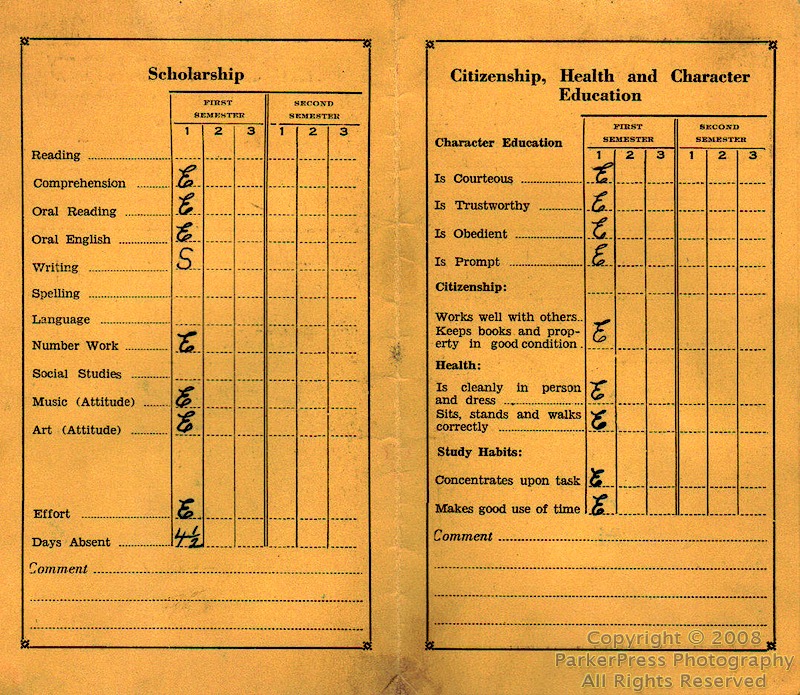 Scholarship
FIRST SEMESTER SECOND SEMESTER
1 2 3 1 2 3
Reading
Comprehension E
Oral Reading E
Oral English E
Writing S
Spelling
Language
Number Work E
Social Studies
Music (Attitude) E
Art (Attitude) E
Effort E
Days Absent 4½
Comment
Citizenship, Health and Character
Education
FIRST SEMESTER SECOND SEMESTER
Character Education
1 2 3 1 2 3
Is Courteous E
Is Trustworthy E
Is Obedient E
Is Prompt E
Citizenship:
Works well with others
Keeps books and prop-
erty in good condition E
Health:
Is cleanly in person
and dress E
Sits, stands and walks
correctly E
Study Habits:
Concentrates upon task E
Makes good use of time E
Comment
Copyright © 2008
ParkerPress Photography
All Rights Reserved